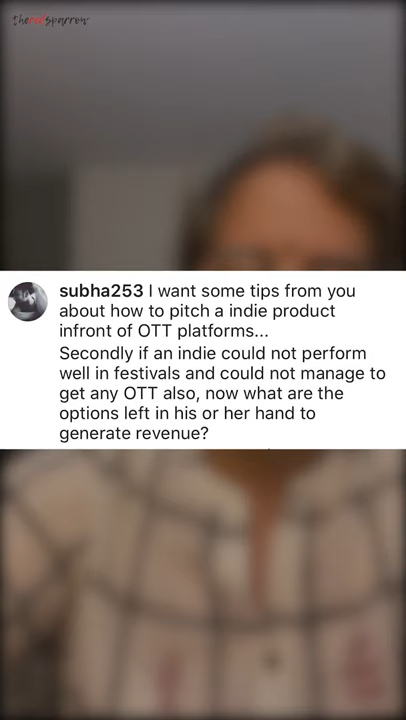 theredsparrow
subha253 I want some tips from you
about how to pitch a indie product
infront of OTT platforms...
Secondly if an indie could not perform
well in festivals and could not manage to
get any OTT also, now what are the
options left in his or her hand to
generate revenue?